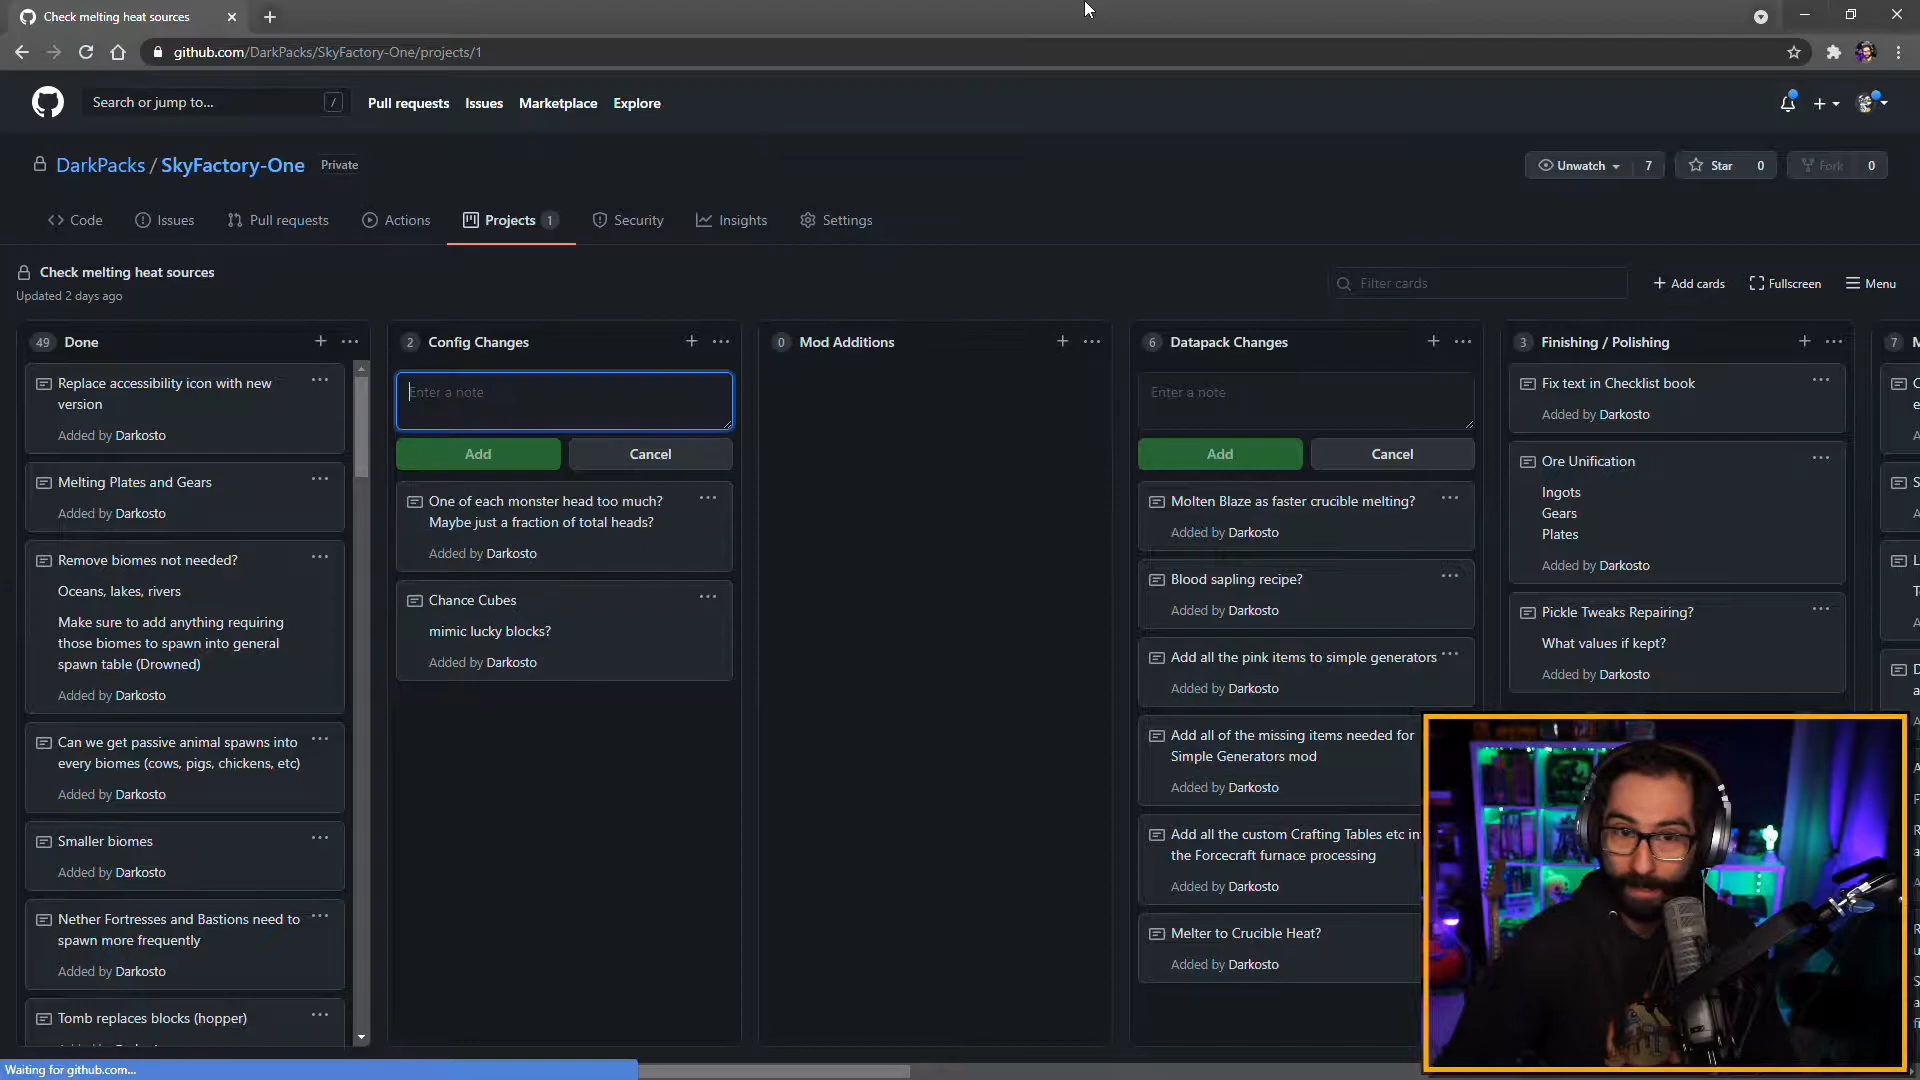 Check melting heat sources
github.com/DarkPacks/SkyFactory-One/projects/1
Search or jump to...
/
Pull requests
Issues
Marketplace
Explore
DarkPacks / SkyFactory-One
Private
Unwatch
7
Star
0
Fork
0
Code
Issues
Pull requests
Actions
Projects
1
Security
Insights
Settings
Check melting heat sources
Updated 2 days ago
Filter cards
Add cards
Fullscreen
Menu
49 Done
Replace accessibility icon with new
version
Added by Darkosto
Melting Plates and Gears
Added by Darkosto
Remove biomes not needed?
Oceans, lakes, rivers
Make sure to add anything requiring
those biomes to spawn into general
spawn table (Drowned)
Added by Darkosto
Can we get passive animal spawns into
every biomes (cows, pigs, chickens, etc)
Added by Darkosto
Smaller biomes
Added by Darkosto
Nether Fortresses and Bastions need to
spawn more frequently
Added by Darkosto
Tomb replaces blocks (hopper)
2 Config Changes
Enter a note
Add
Cancel
One of each monster head too much?
Maybe just a fraction of total heads?
Added by Darkosto
Chance Cubes
mimic lucky blocks?
Added by Darkosto
0 Mod Additions
6 Datapack Changes
Enter a note
Add
Cancel
Molten Blaze as faster crucible melting?
Added by Darkosto
Blood sapling recipe?
Added by Darkosto
Add all the pink items to simple generators
Added by Darkosto
Add all of the missing items needed for
Simple Generators mod
Added by Darkosto
Add all the custom Crafting Tables etc in
the Forcecraft furnace processing
Added by Darkosto
Melter to Crucible Heat?
Added by Darkosto
3 Finishing / Polishing
Fix text in Checklist book
Added by Darkosto
Ore Unification
Ingots
Gears
Plates
Added by Darkosto
Pickle Tweaks Repairing?
What values if kept?
Added by Darkosto
7
Waiting for github.com...